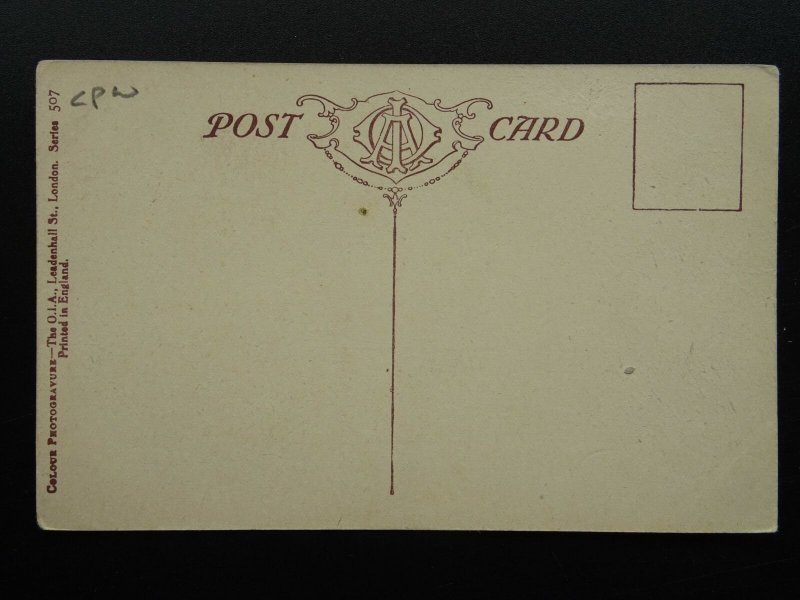 CPW
POST CARD
COLOUR PHOTOGRAVURE—The O.I.A., Leadenhall St., London. Series 507
Printed in England.